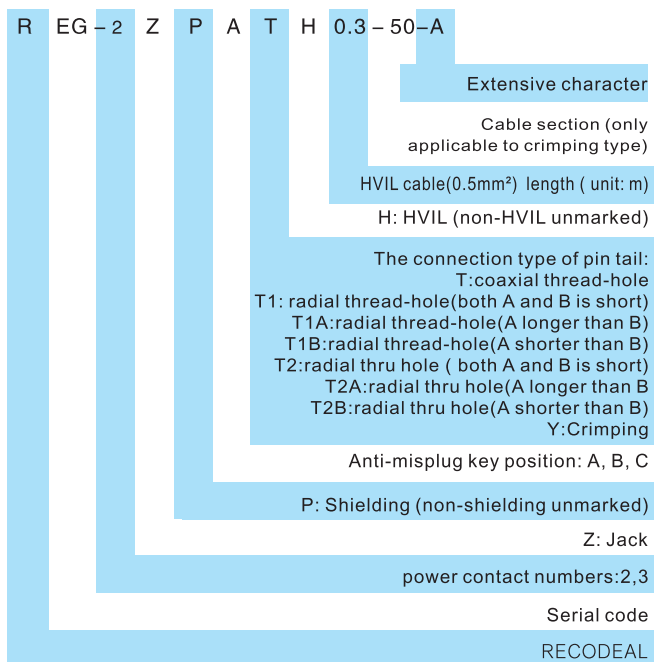 R EG-2 Z P A T H 0.3-50-A
Extensive character
Cable section (only
applicable to crimping type)
HVIL cable(0.5mm²) length ( unit: m)
H: HVIL (non-HVIL unmarked)
The connection type of pin tail:
T:coaxial thread-hole
T1: radial thread-hole(both A and B is short)
T1A:radial thread-hole(A longer than B)
T1B:radial thread-hole(A shorter than B)
T2:radial thru hole ( both A and B is short)
T2A:radial thru hole(A longer than B
T2B:radial thru hole(A shorter than B)
Y:Crimping
Anti-misplug key position: A, B, C
P: Shielding (non-shielding unmarked)
Z: Jack
power contact numbers:2,3
Serial code
RECODEAL